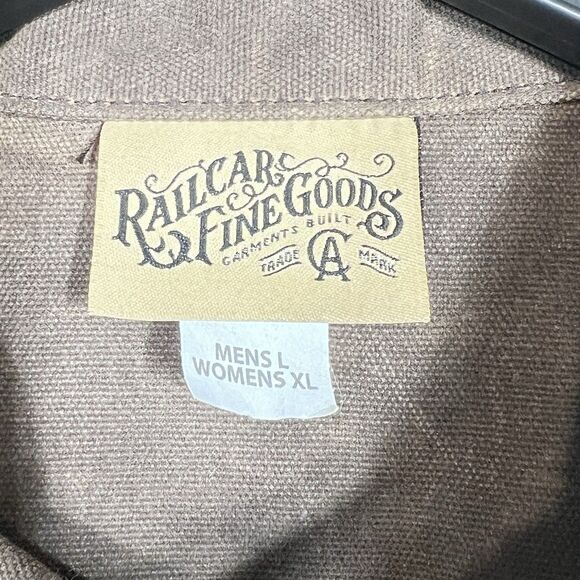 RAILCAR
FINE GOODS
GARMENTS BUILT
TRADE CA MARK
MENS L
WOMENS XL